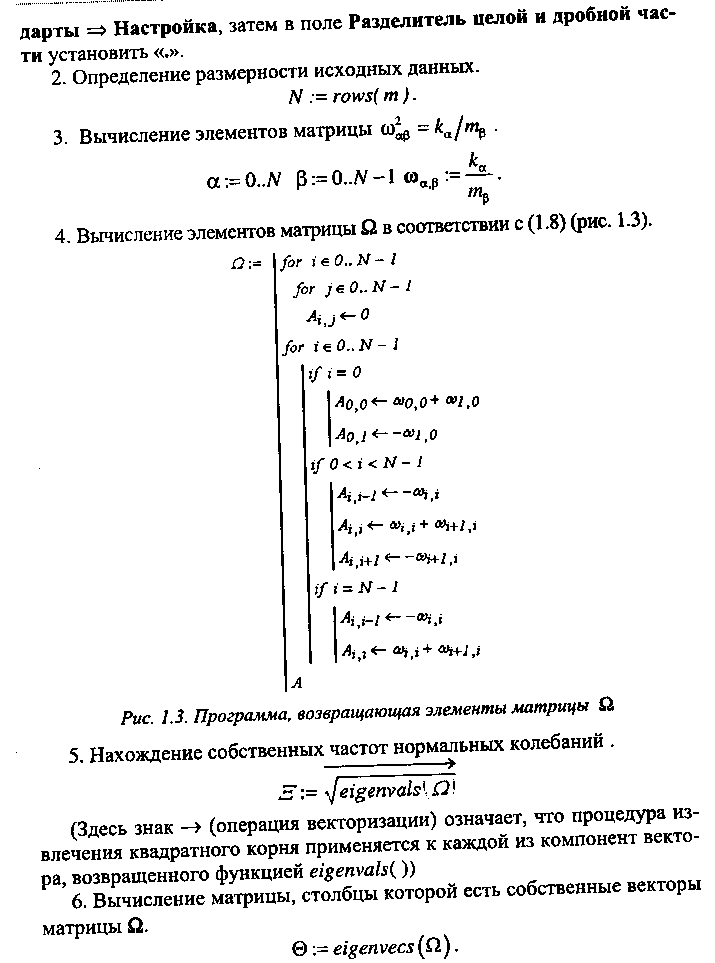 дарты ⇒ Настройка, затем в поле Разделитель целой и дробной час-
ти установить «.».
2. Определение размерности исходных данных.
N := rows( m ).
3. Вычисление элементов матрицы ω²αβ = kα/mβ .
α := 0..N β := 0..N − 1 ωα,β := kα/mβ .
4. Вычисление элементов матрицы Ω в соответствии с (1.8) (рис. 1.3).
Ω := for i ∈ 0.. N − 1
for j ∈ 0.. N − 1
Ai,j ← 0
for i ∈ 0.. N − 1
if i = 0
A0,0 ← ω0,0 + ω1,0
A0,1 ← −ω1,0
if 0 < i < N − 1
Ai,i−1 ← −ωi,i
Ai,i ← ωi,i + ωi+1,i
Ai,i+1 ← −ωi+1,i
if i = N − 1
Ai,i−1 ← −ωi,i
Ai,i ← ωi,i + ωi+1,i
A
Рис. 1.3. Программа, возвращающая элементы матрицы Ω
5. Нахождение собственных частот нормальных колебаний .
Ξ := √eigenvals(Ω)
(Здесь знак → (операция векторизации) означает, что процедура из-
влечения квадратного корня применяется к каждой из компонент векто-
ра, возвращенного функцией eigenvals( ))
6. Вычисление матрицы, столбцы которой есть собственные векторы
матрицы Ω.
Θ := eigenvecs(Ω).